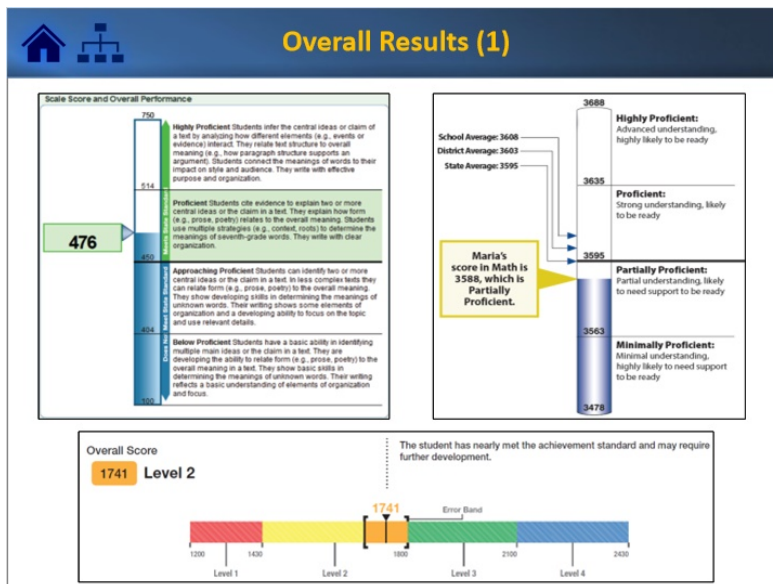 Overall Results (1)
Scale Score and Overall Performance
750
Highly Proficient Students infer the central ideas or claim of
a text by analyzing how different elements (e.g., events or
evidence) interact. They relate text structure to overall
meaning (e.g., how paragraph structure supports an
argument). Students connect the meanings of words to their
impact on style and audience. They write with effective
purpose and organization.
514
Proficient Students cite evidence to explain two or more
central ideas or the claim in a text. They explain how form
(e.g., prose, poetry) relates to the overall meaning. Students
use multiple strategies (e.g., context, roots) to determine the
meanings of seventh-grade words. They write with clear
organization.
476
Meets State Standard
450
Approaching Proficient Students can identify two or more
central ideas or the claim in a text. In less complex texts they
can relate form (e.g., prose, poetry) to the overall meaning.
They show developing skills in determining the meanings of
unknown words. Their writing shows some elements of
organization and a developing ability to focus on the topic
and use relevant details.
Does Not Meet State Standard
404
Below Proficient Students have a basic ability in identifying
multiple main ideas or the claim in a text. They are
developing the ability to relate form (e.g., prose, poetry) to the
overall meaning in a text. They show basic skills in
determining the meanings of unknown words. Their writing
reflects a basic understanding of elements of organization
and focus.
100
3688
Highly Proficient:
Advanced understanding,
highly likely to be ready
School Average: 3608
District Average: 3603
State Average: 3595
3635
Proficient:
Strong understanding, likely
to be ready
3595
Maria's
score in Math is
3588, which is
Partially
Proficient.
Partially Proficient:
Partial understanding, likely
to need support to be ready
3563
Minimally Proficient:
Minimal understanding,
highly likely to need support
to be ready
3478
Overall Score
1741 Level 2
The student has nearly met the achievement standard and may require
further development.
1741
Error Band
1200 1430 1800 2100 2430
Level 1 Level 2 Level 3 Level 4